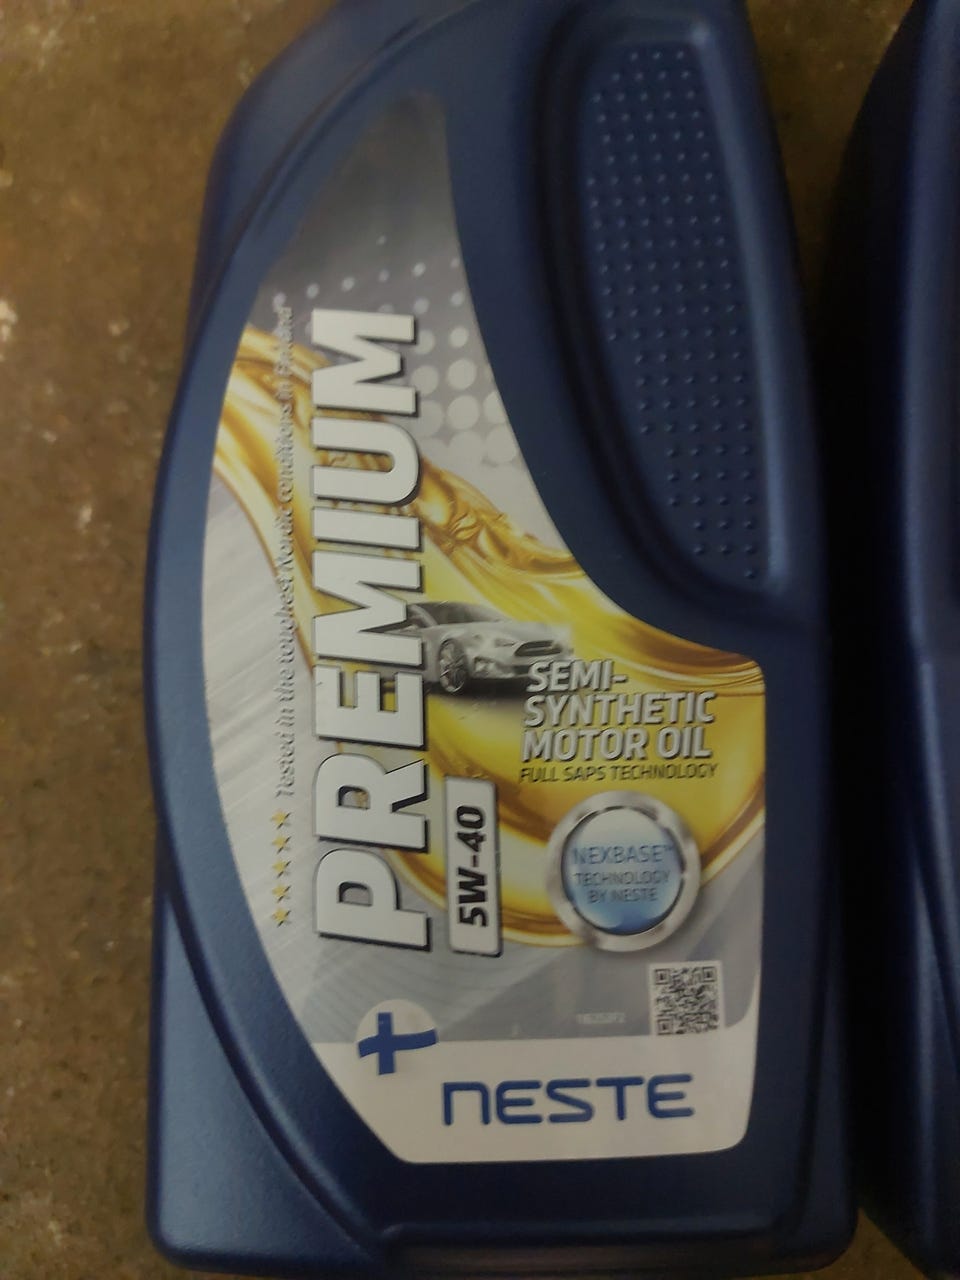 Tested in the toughest Nordic conditions in Finland
PREMIUM
5W-40
SEMI-
SYNTHETIC
MOTOR OIL
FULL SAPS TECHNOLOGY
NEXBASE™
TECHNOLOGY
BY NESTE
NESTE